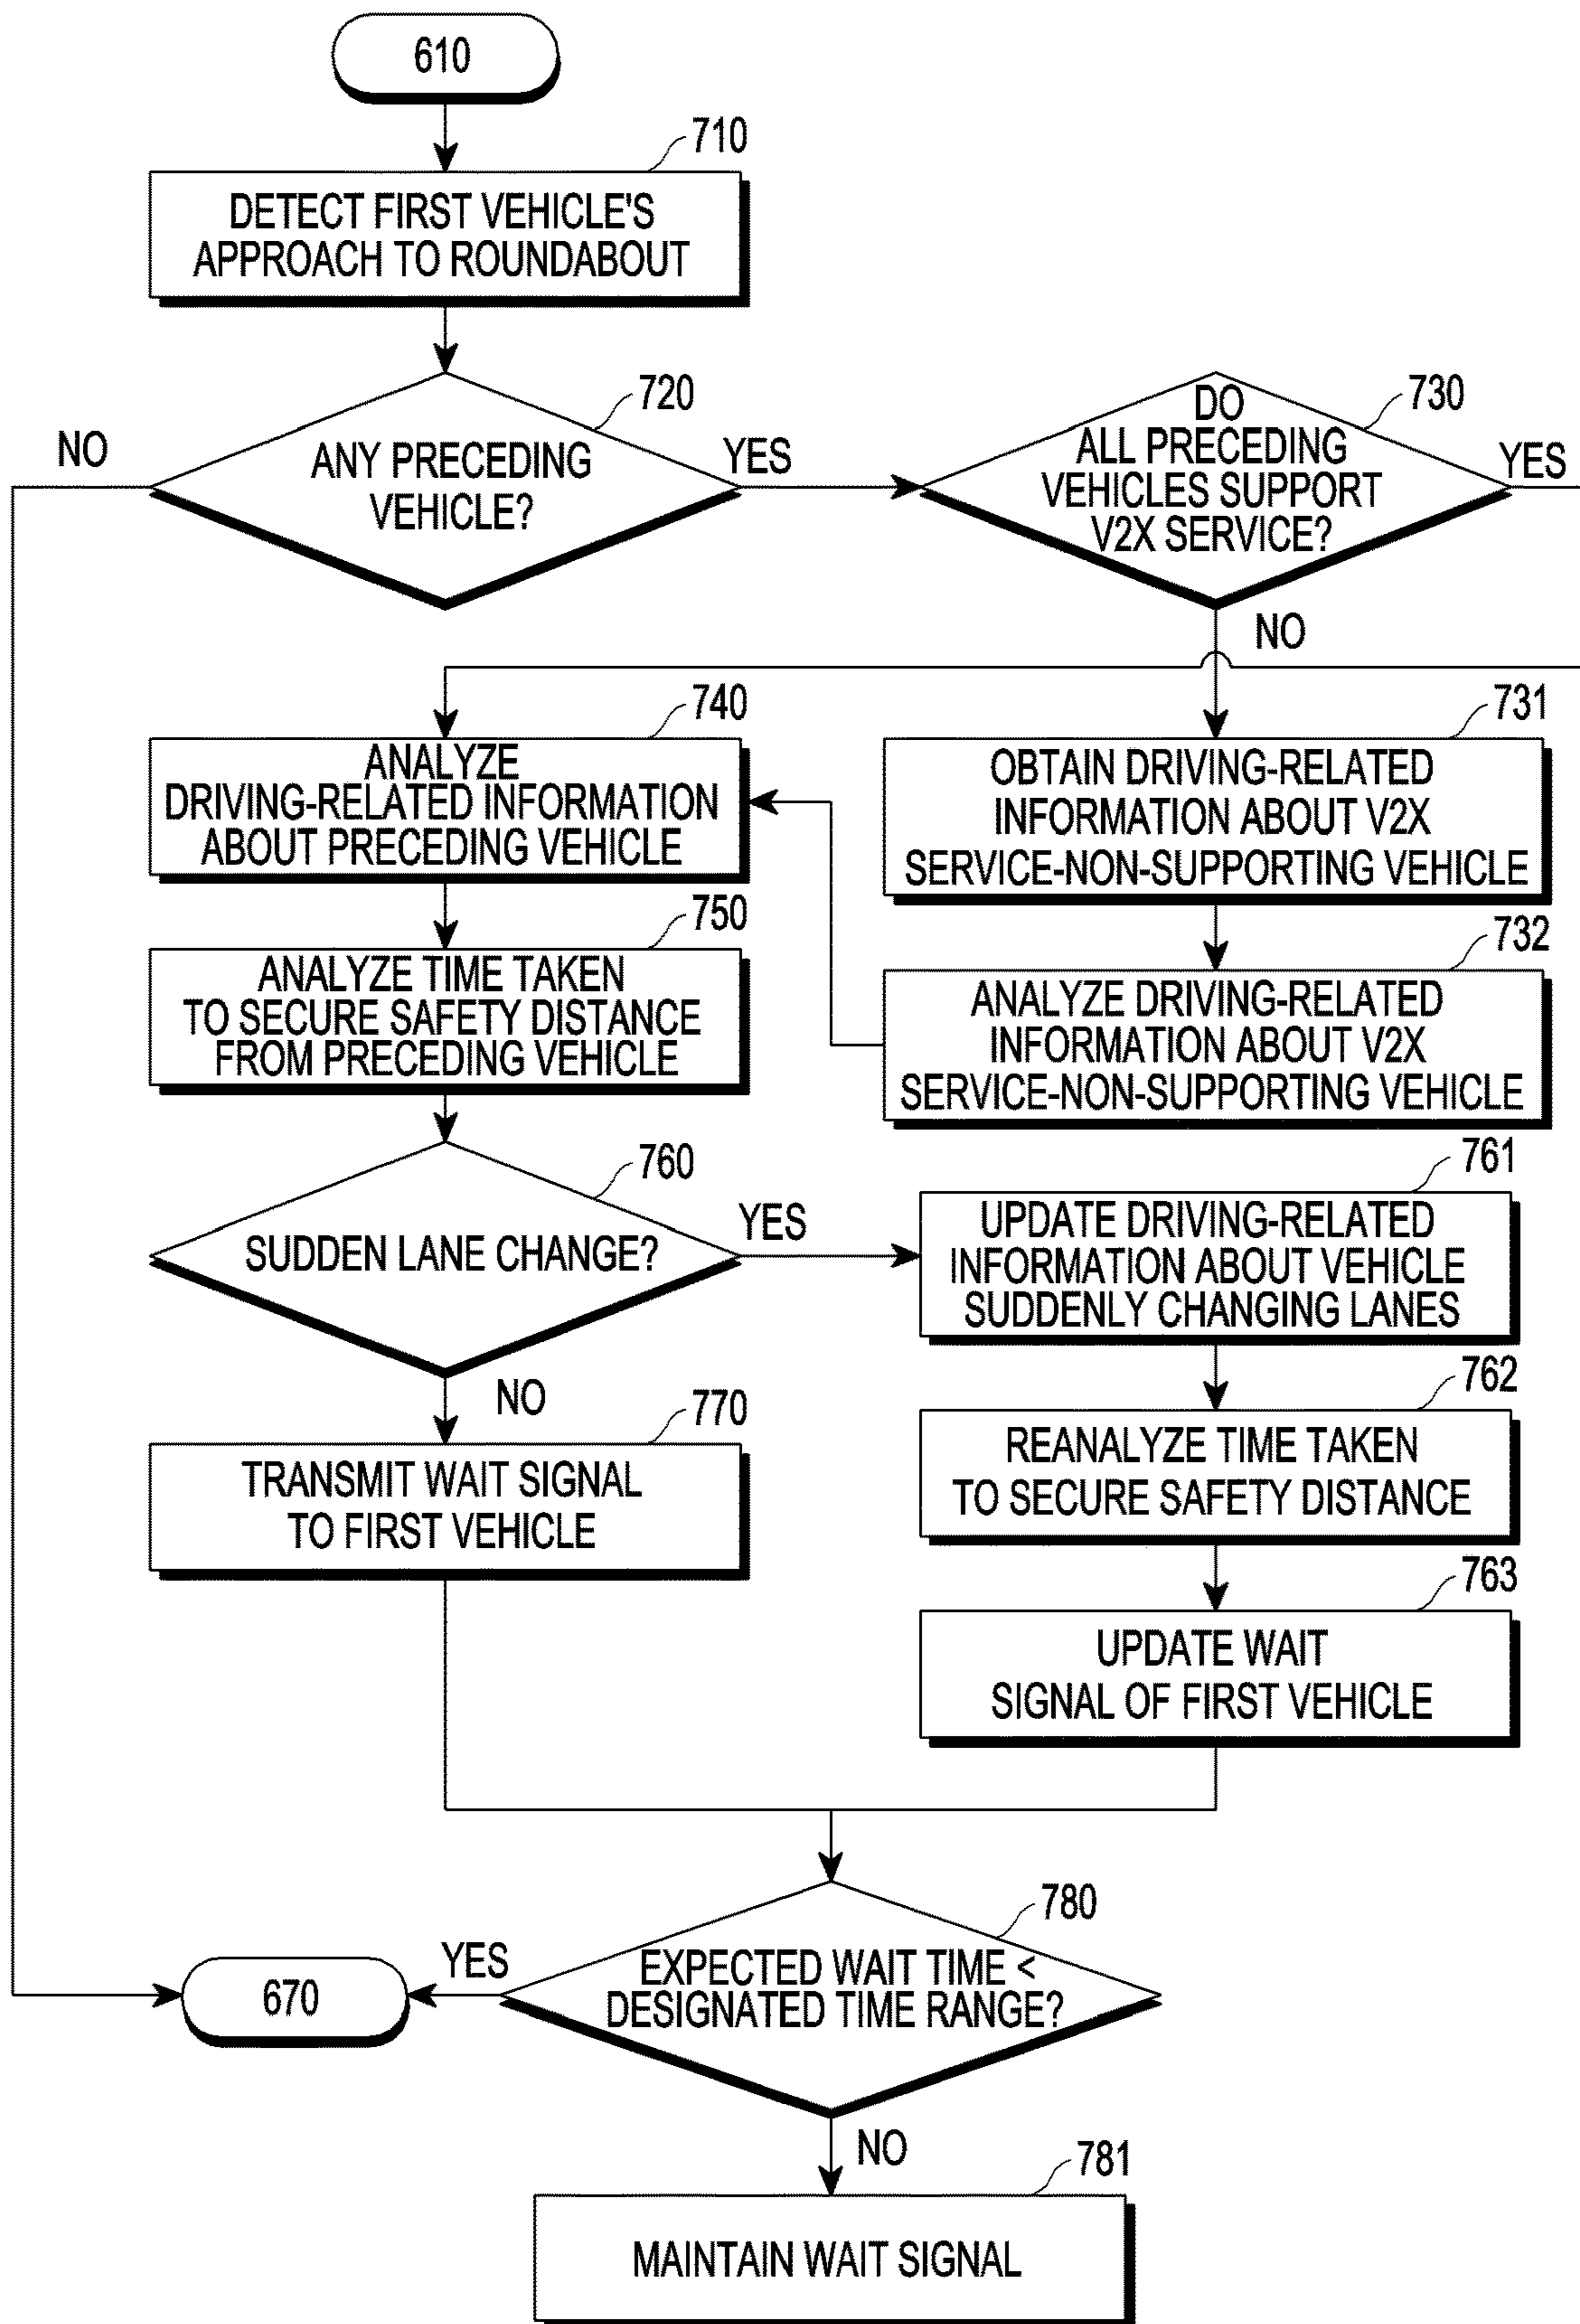 610
710
DETECT FIRST VEHICLE'S
APPROACH TO ROUNDABOUT
720
NO
ANY PRECEDING
VEHICLE?
YES
730
DO
ALL PRECEDING
VEHICLES SUPPORT
V2X SERVICE?
YES
NO
740
ANALYZE
DRIVING-RELATED INFORMATION
ABOUT PRECEDING VEHICLE
731
OBTAIN DRIVING-RELATED
INFORMATION ABOUT V2X
SERVICE-NON-SUPPORTING VEHICLE
750
ANALYZE TIME TAKEN
TO SECURE SAFETY DISTANCE
FROM PRECEDING VEHICLE
732
ANALYZE DRIVING-RELATED
INFORMATION ABOUT V2X
SERVICE-NON-SUPPORTING VEHICLE
760
SUDDEN LANE CHANGE?
YES
761
UPDATE DRIVING-RELATED
INFORMATION ABOUT VEHICLE
SUDDENLY CHANGING LANES
NO
770
TRANSMIT WAIT SIGNAL
TO FIRST VEHICLE
762
REANALYZE TIME TAKEN
TO SECURE SAFETY DISTANCE
763
UPDATE WAIT
SIGNAL OF FIRST VEHICLE
780
EXPECTED WAIT TIME <
DESIGNATED TIME RANGE?
YES
670
NO
781
MAINTAIN WAIT SIGNAL